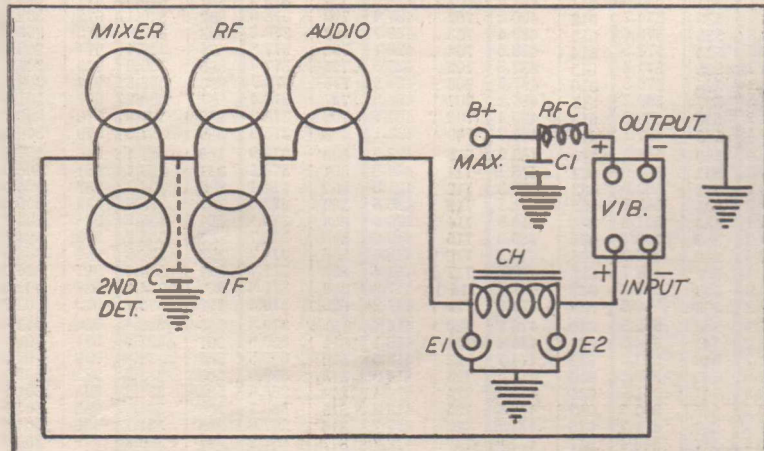 MIXER RF AUDIO
B+ RFC OUTPUT
+ -
MAX. C1
VIB.
CH
+ -
INPUT
2ND DET. C IF
E1 E2